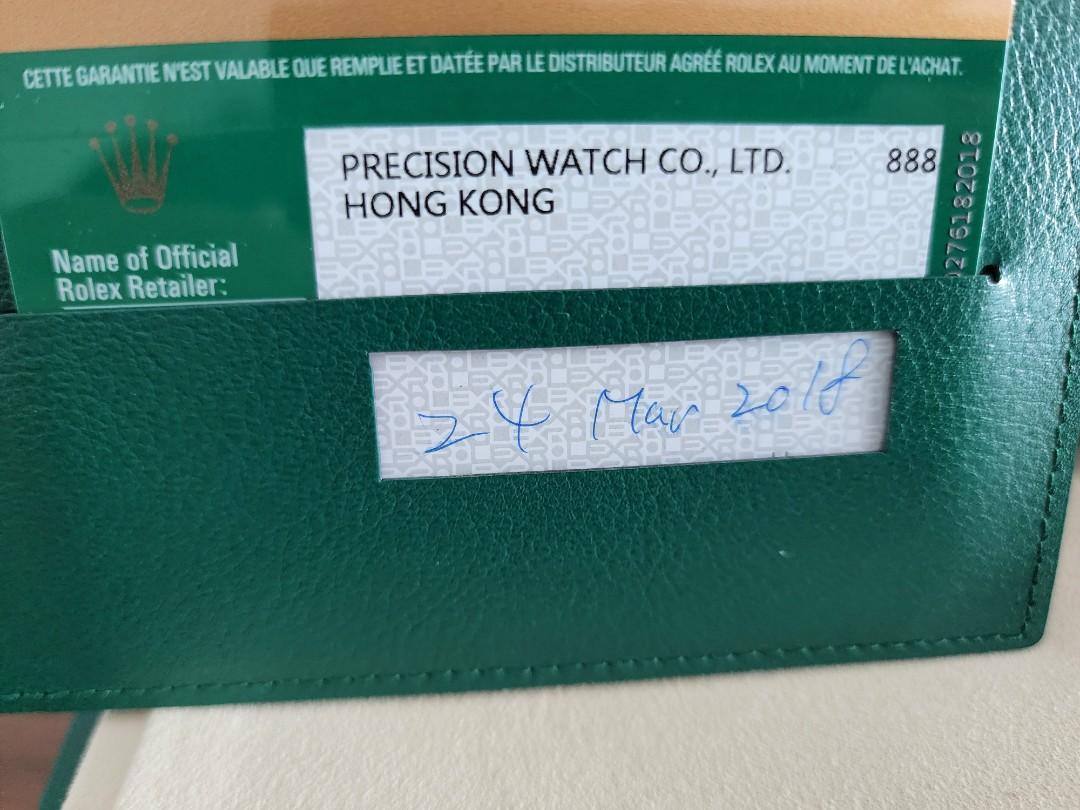 CETTE GARANTIE N'EST VALABLE QUE REMPLIE ET DATÉE PAR LE DISTRIBUTEUR AGRÉÉ ROLEX AU MOMENT DE L'ACHAT.
PRECISION WATCH CO., LTD. 888
HONG KONG
Name of Official
Rolex Retailer:
24 Mar 2018